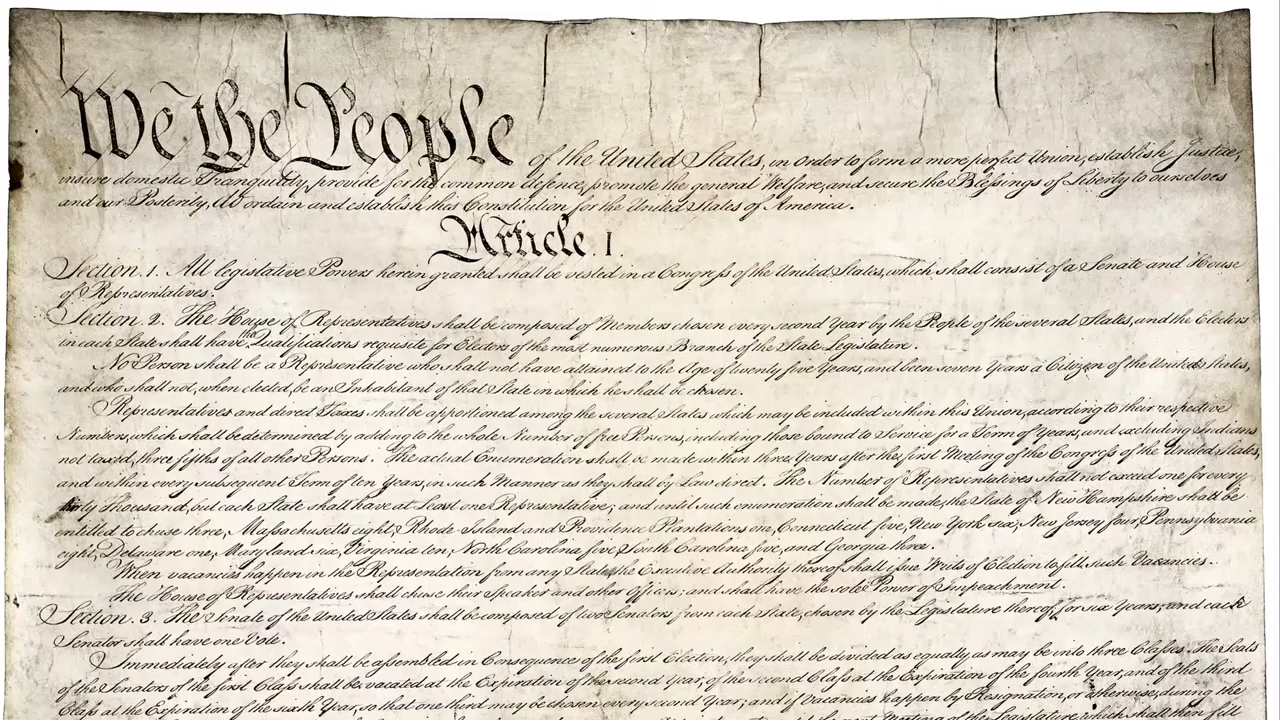 We the People of the United States, in Order to form a more perfect Union, establish Justice,
insure domestic Tranquility, provide for the common defence, promote the general Welfare, and secure the Blessings of Liberty to ourselves
and our Posterity, do ordain and establish this Constitution for the United States of America.
Article. I.
Section. 1. All legislative Powers herein granted shall be vested in a Congress of the United States, which shall consist of a Senate and House
of Representatives.
Section. 2. The House of Representatives shall be composed of Members chosen every second Year by the People of the several States, and the Electors
in each State shall have the Qualifications requisite for Electors of the most numerous Branch of the State Legislature.
No Person shall be a Representative who shall not have attained to the Age of twenty five Years, and been seven Years a Citizen of the United States,
and who shall not, when elected, be an Inhabitant of that State in which he shall be chosen.
Representatives and direct Taxes shall be apportioned among the several States which may be included within this Union, according to their respective
Numbers, which shall be determined by adding to the whole Number of free Persons, including those bound to Service for a Term of Years, and excluding Indians
not taxed, three fifths of all other Persons. The actual Enumeration shall be made within three Years after the first Meeting of the Congress of the United States,
and within every subsequent Term of ten Years, in such Manner as they shall by Law direct. The Number of Representatives shall not exceed one for every
thirty Thousand, but each State shall have at Least one Representative; and until such enumeration shall be made, the State of New Hampshire shall be
entitled to chuse three, Massachusetts eight, Rhode Island and Providence Plantations one, Connecticut five, New York six, New Jersey four, Pennsylvania
eight, Delaware one, Maryland six, Virginia ten, North Carolina five, South Carolina five, and Georgia three.
When vacancies happen in the Representation from any State, the Executive Authority thereof shall issue Writs of Election to fill such Vacancies.
The House of Representatives shall chuse their Speaker and other Officers; and shall have the sole Power of Impeachment.
Section. 3. The Senate of the United States shall be composed of two Senators from each State, chosen by the Legislature thereof, for six Years; and each
Senator shall have one Vote.
Immediately after they shall be assembled in Consequence of the first Election, they shall be divided as equally as may be into three Classes. The Seats
of the Senators of the first Class shall be vacated at the Expiration of the second Year, of the second Class at the Expiration of the fourth Year, and of the third
Class at the Expiration of the sixth Year, so that one third may be chosen every second Year; and if Vacancies happen by Resignation, or otherwise, during the